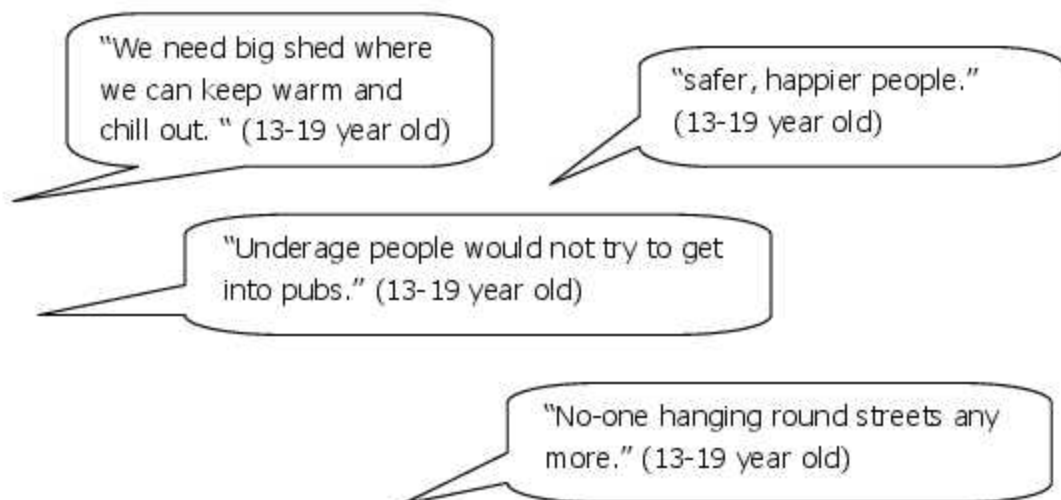 “We need big shed where
we can keep warm and
chill out. “ (13-19 year old)
“safer, happier people.”
(13-19 year old)
“Underage people would not try to get
into pubs.” (13-19 year old)
“No-one hanging round streets any
more.” (13-19 year old)